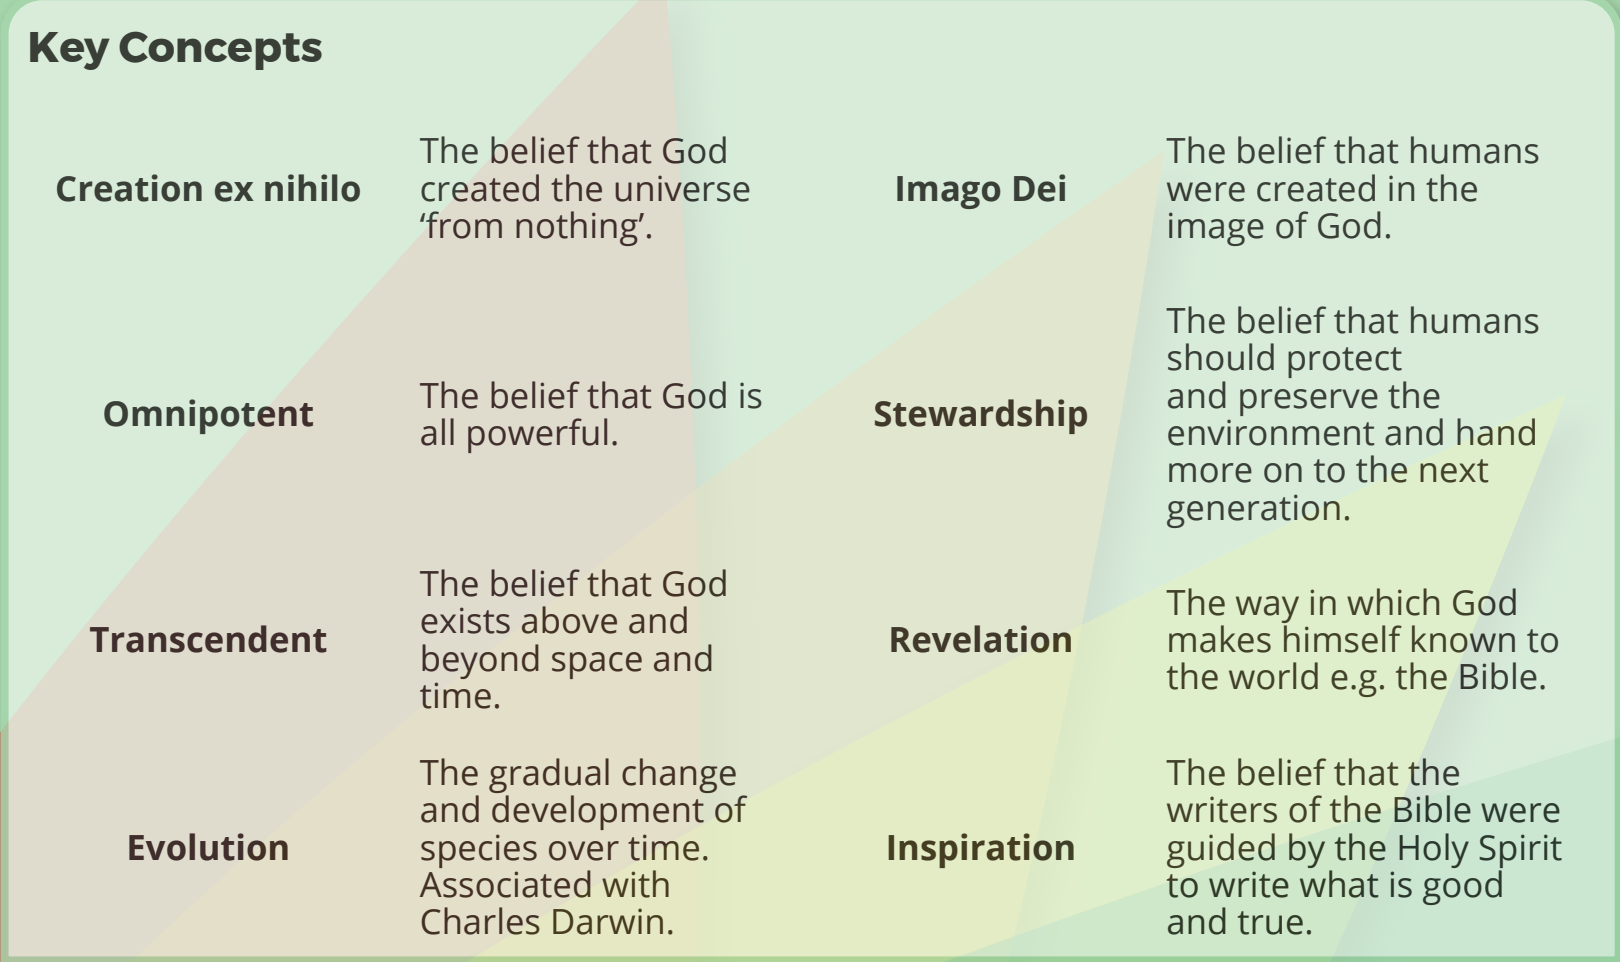 Key Concepts
Creation ex nihilo
The belief that God
created the universe
‘from nothing’.
Imago Dei
The belief that humans
were created in the
image of God.
Omnipotent
The belief that God is
all powerful.
Stewardship
The belief that humans
should protect
and preserve the
environment and hand
more on to the next
generation.
Transcendent
The belief that God
exists above and
beyond space and
time.
Revelation
The way in which God
makes himself known to
the world e.g. the Bible.
Evolution
The gradual change
and development of
species over time.
Associated with
Charles Darwin.
Inspiration
The belief that the
writers of the Bible were
guided by the Holy Spirit
to write what is good
and true.